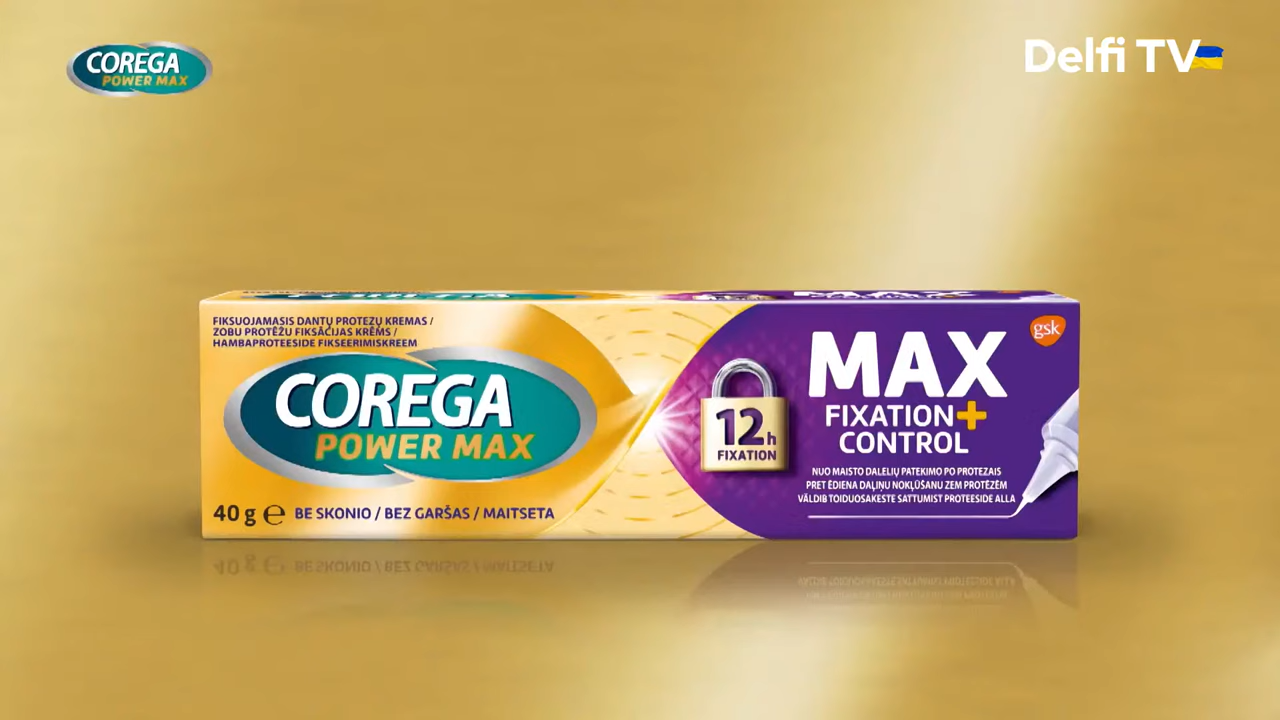 COREGA
POWER MAX
Delfi TV
FIKSUOJAMASIS DANTŲ PROTEZŲ KREMAS /
ZOBU PROTĒŽU FIKSĀCIJAS KRĒMS /
HAMBAPROTEESIDE FIKSEERIMISKREEM
COREGA
POWER MAX
40 g ℮ BE SKONIO / BEZ GARŠAS / MAITSETA
12h
FIXATION
MAX
FIXATION+
CONTROL
gsk
NUO MAISTO DALELIŲ PATEKIMO PO PROTEZAIS
PRET ĒDIENA DAĻIŅU NOKĻŪŠANU ZEM PROTĒZĒM
VÄLDIB TOIDUOSAKESTE SATTUMIST PROTEESIDE ALLA